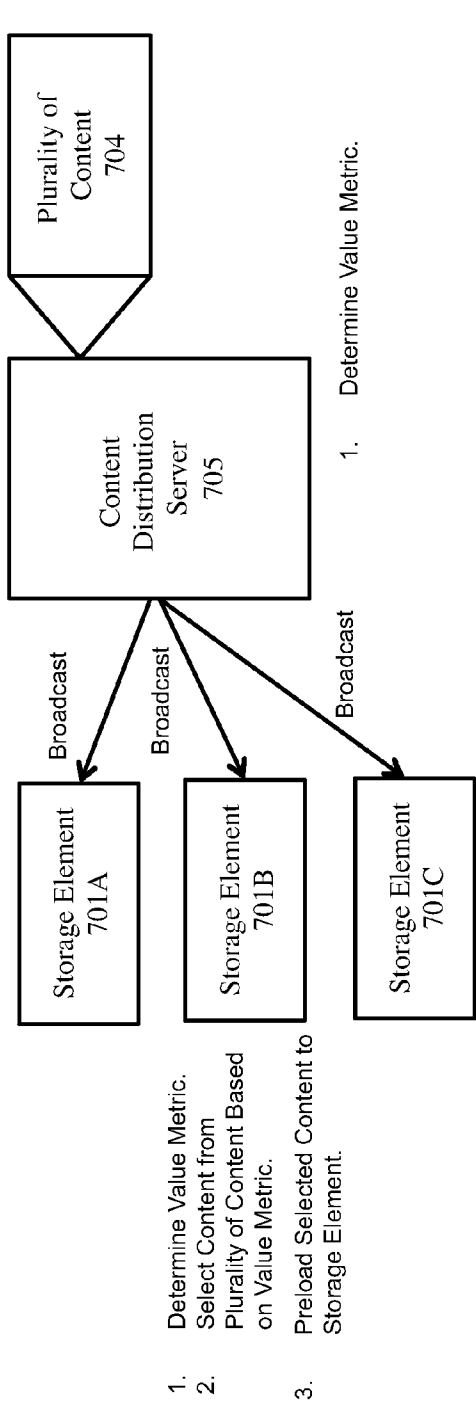 1. Determine Value Metric.
2. Select Content from
Plurality of Content Based
on Value Metric.
3. Preload Selected Content to
Storage Element.
Storage Element
701A
Storage Element
701B
Storage Element
701C
Broadcast
Broadcast
Broadcast
Content
Distribution
Server
705
1. Determine Value Metric.
Plurality of
Content
704